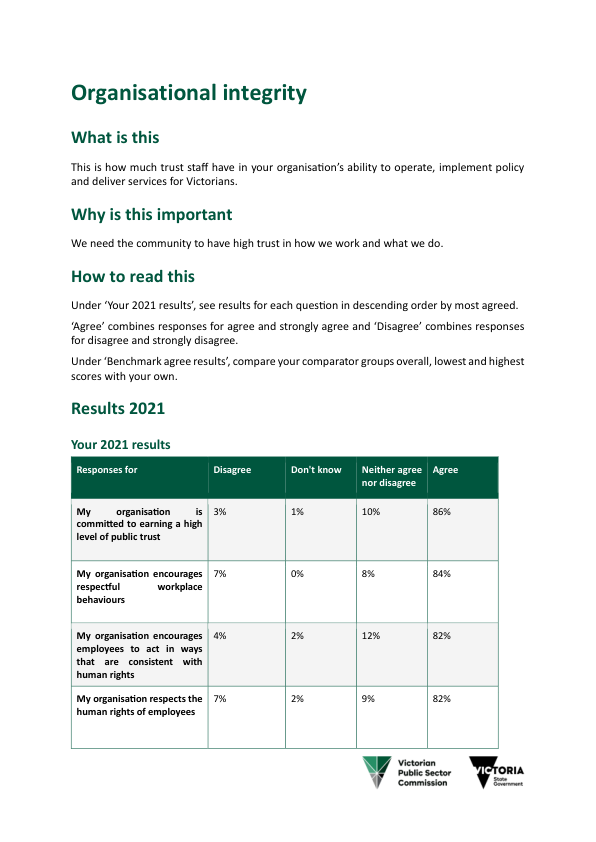 Organisational integrity
What is this
This is how much trust staff have in your organisation's ability to operate, implement policy
and deliver services for Victorians.
Why is this important
We need the community to have high trust in how we work and what we do.
How to read this
Under ‘Your 2021 results’, see results for each question in descending order by most agreed.
‘Agree’ combines responses for agree and strongly agree and ‘Disagree’ combines responses
for disagree and strongly disagree.
Under ‘Benchmark agree results’, compare your comparator groups overall, lowest and highest
scores with your own.
Results 2021
Your 2021 results
Responses for Disagree Don't know Neither agree Agree
nor disagree
My organisation is 3% 1% 10% 86%
committed to earning a high
level of public trust
My organisation encourages 7% 0% 8% 84%
respectful workplace
behaviours
My organisation encourages 4% 2% 12% 82%
employees to act in ways
that are consistent with
human rights
My organisation respects the 7% 2% 9% 82%
human rights of employees
Victorian
Public Sector
Commission
VICTORIA
State
Government